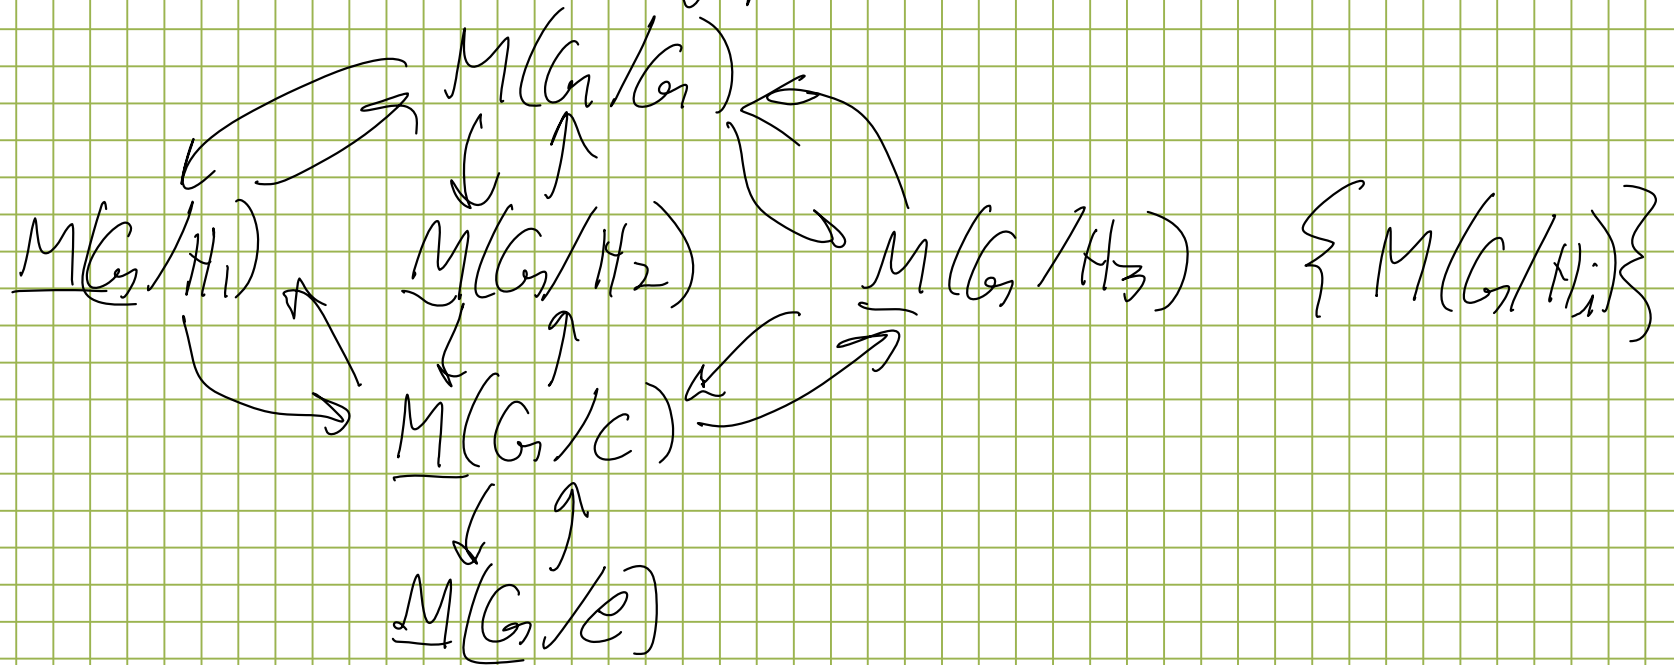 M(G/G)
M(G/H₁) M(G/H₂) M(G/H₃) { M(G/Hᵢ) }
M(G/C)
M(G/e)